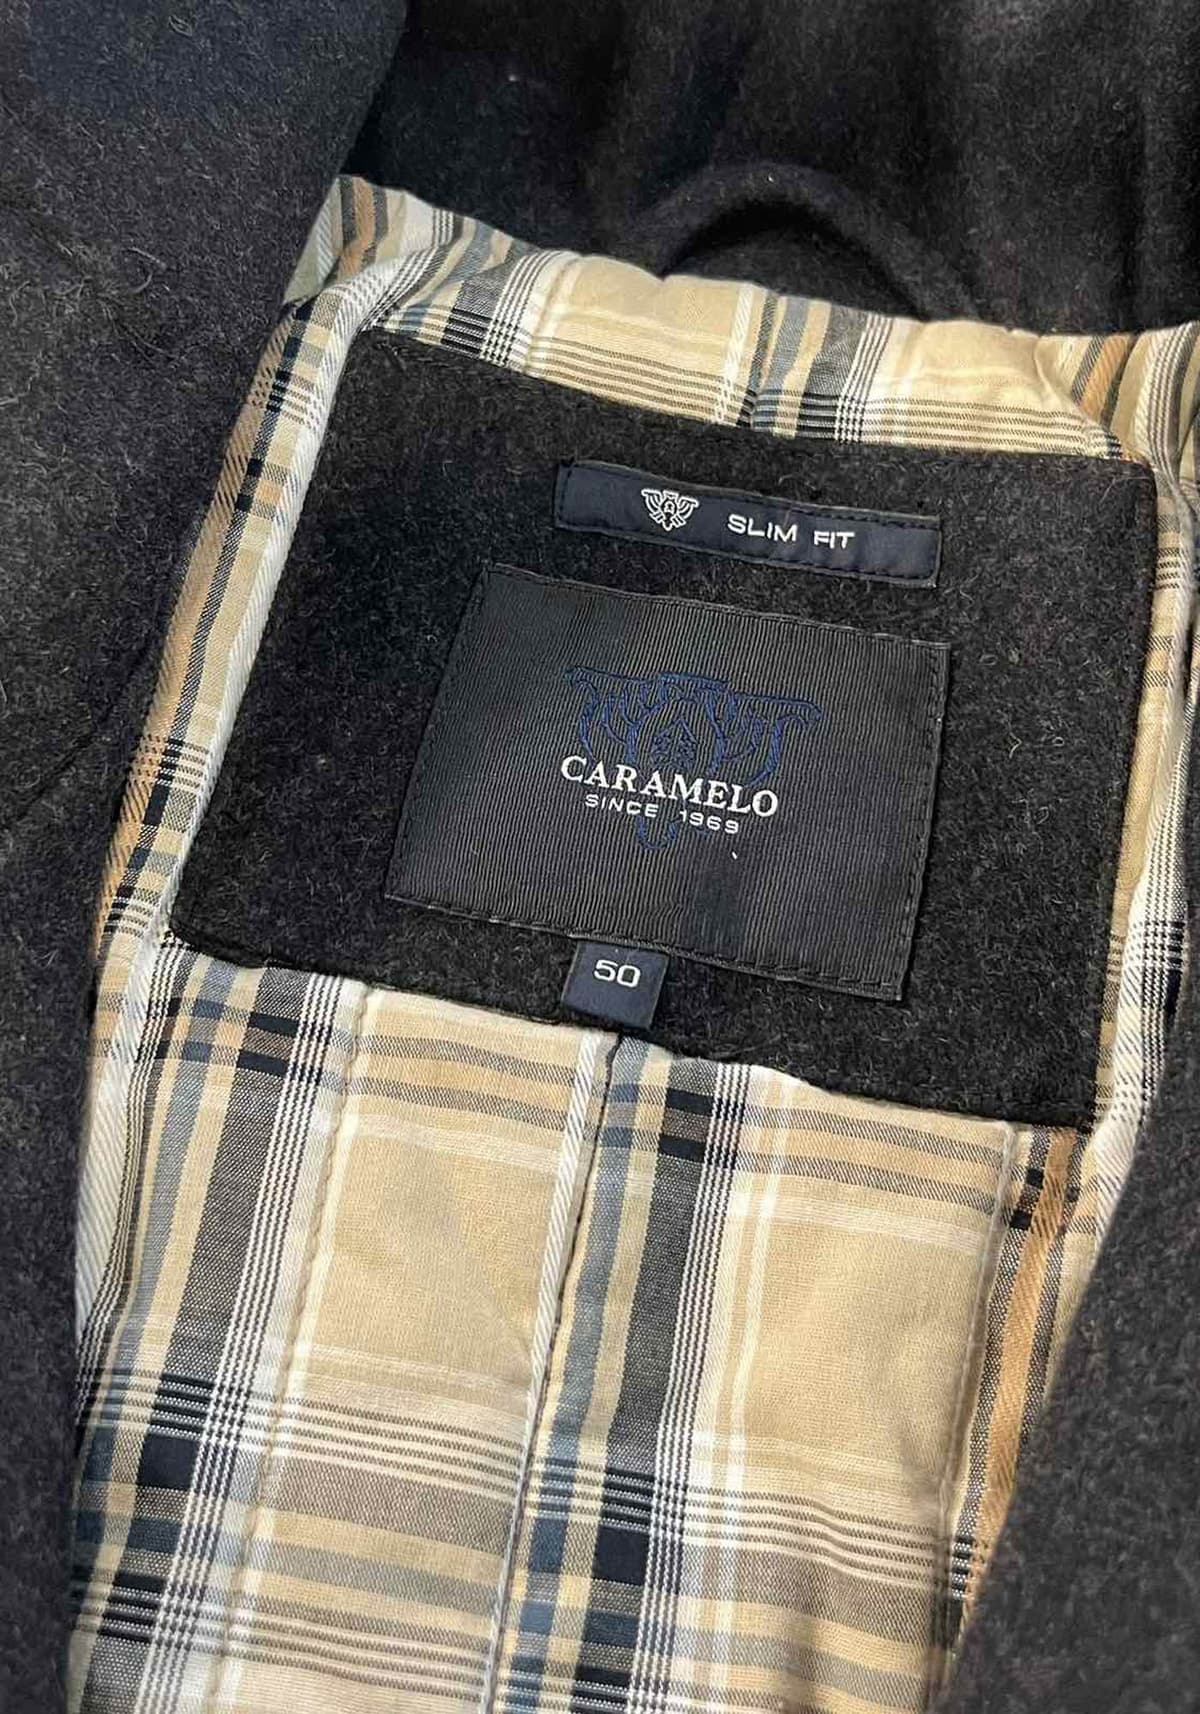 SLIM FIT
CARAMELO
SINCE 1969
50